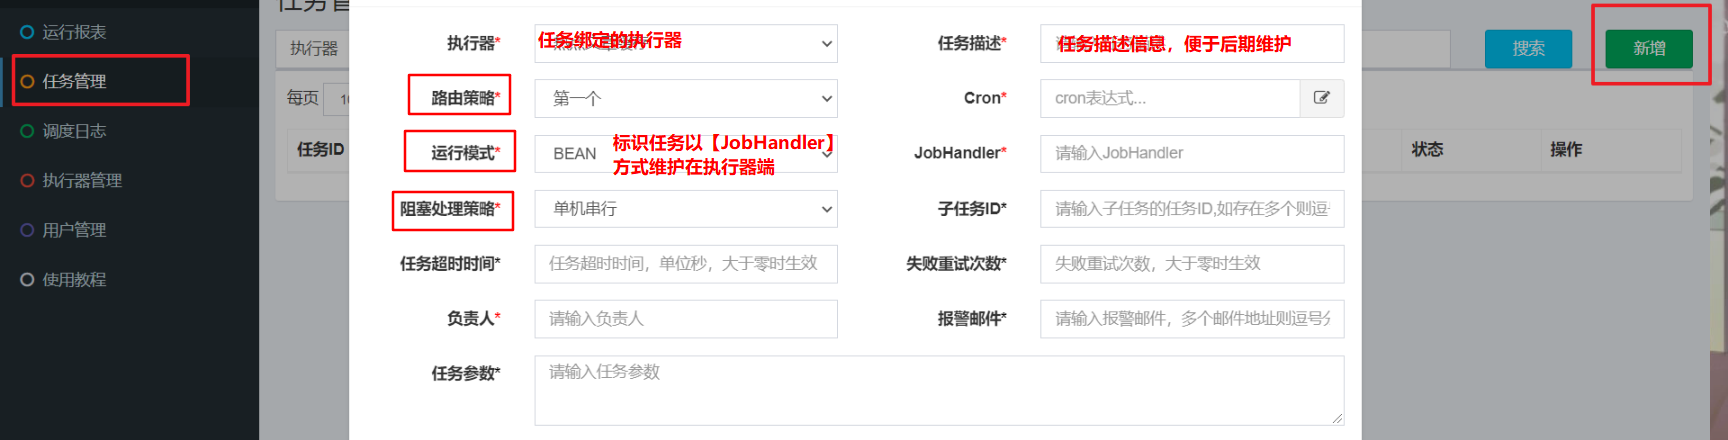 任务管
运行报表
任务管理
调度日志
执行器管理
用户管理
使用教程
执行器
搜索
新增
每页
任务ID
状态
操作
执行器*
任务绑定的执行器
任务描述*
任务描述信息，便于后期维护
路由策略*
第一个
Cron*
cron表达式...
运行模式*
BEAN
标识任务以【JobHandler】
方式维护在执行器端
JobHandler*
请输入JobHandler
阻塞处理策略*
单机串行
子任务ID*
请输入子任务的任务ID,如存在多个则逗
任务超时时间*
任务超时时间，单位秒，大于零时生效
失败重试次数*
失败重试次数，大于零时生效
负责人*
请输入负责人
报警邮件*
请输入报警邮件，多个邮件地址则逗号分
任务参数*
请输入任务参数